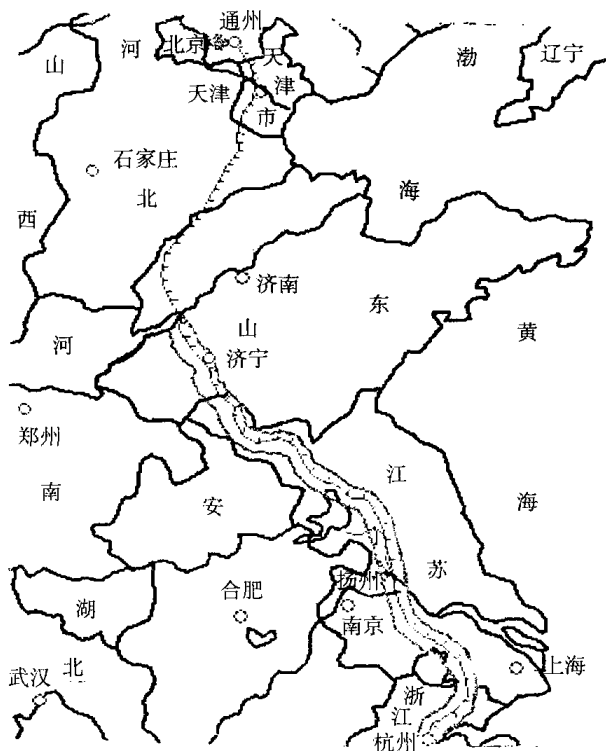 通州
山
河
北京
天
渤
辽宁
天津
津
市
石家庄
北
海
西
济南
东
山
黄
河
济宁
郑州
南
江
安
海
苏
扬州
合肥
湖
南京
上海
北
武汉
浙
江
杭州